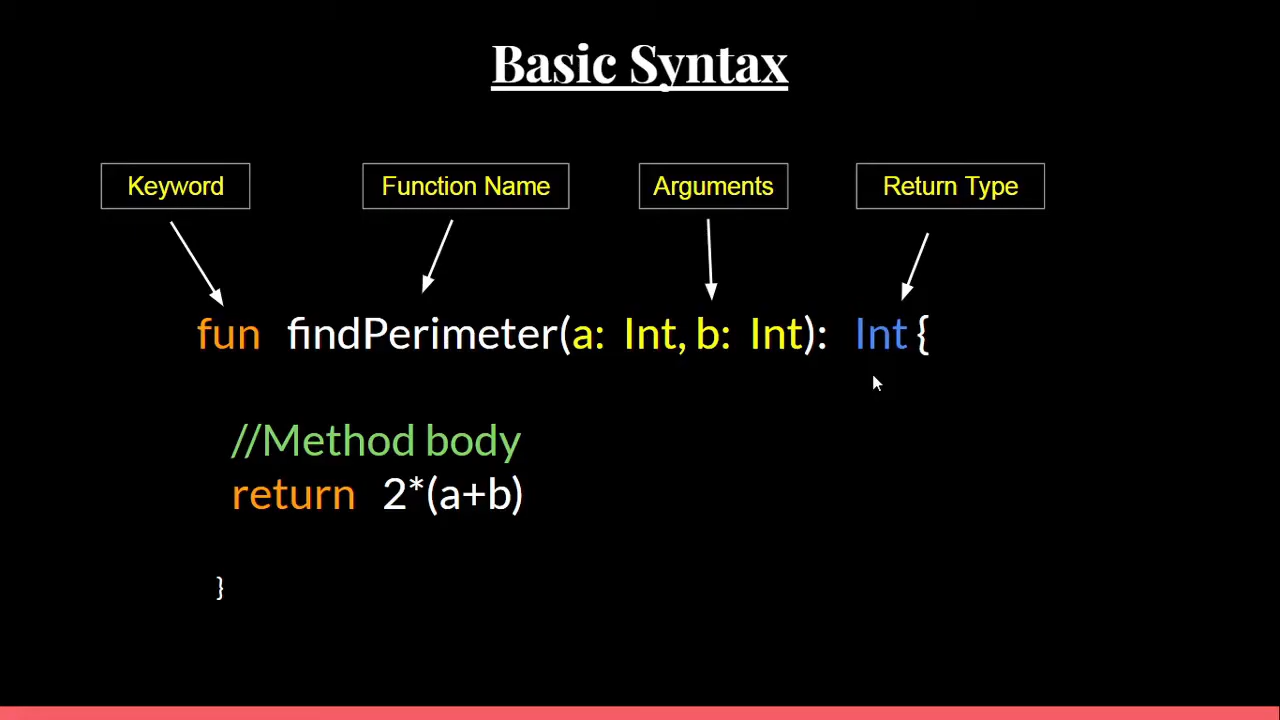 Basic Syntax
Keyword Function Name Arguments Return Type
fun findPerimeter(a: Int, b: Int): Int {
//Method body
return 2*(a+b)
}